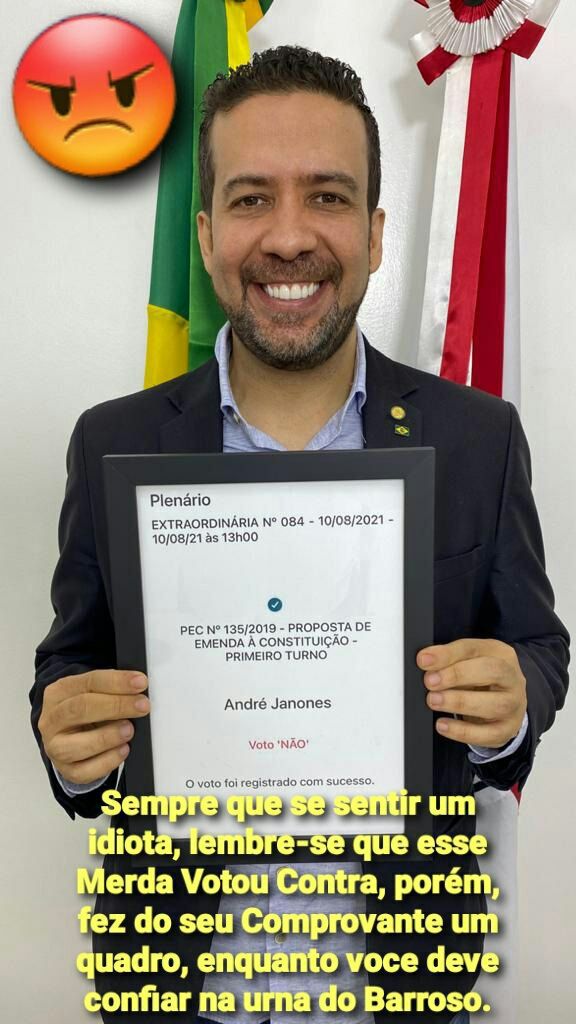 Plenário
EXTRAORDINÁRIA Nº 084 - 10/08/2021 -
10/08/21 às 13h00
PEC Nº 135/2019 - PROPOSTA DE
EMENDA À CONSTITUIÇÃO -
PRIMEIRO TURNO
André Janones
Voto 'NÃO'
O voto foi registrado com sucesso.
Sempre que se sentir um
idiota, lembre-se que esse
Merda Votou Contra, porém,
fez do seu Comprovante um
quadro, enquanto voce deve
confiar na urna do Barroso.